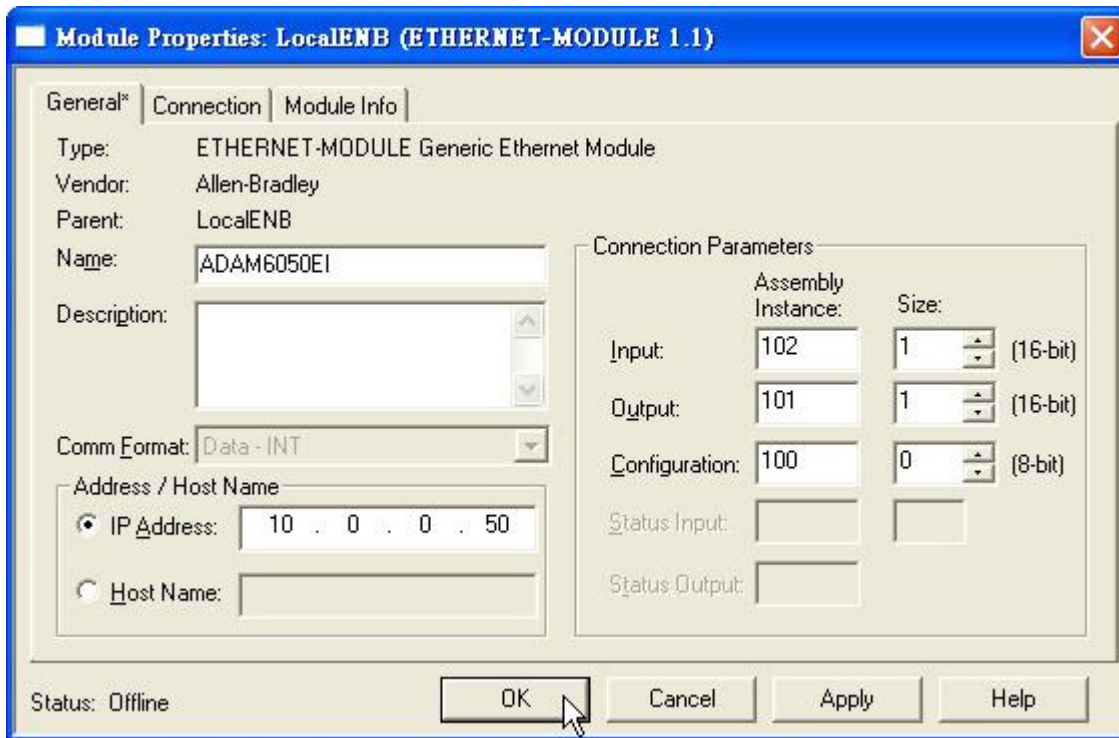 Module Properties: LocalENB (ETHERNET-MODULE 1.1)
General* Connection Module Info
Type: ETHERNET-MODULE Generic Ethernet Module
Vendor: Allen-Bradley
Parent: LocalENB
Name: ADAM6050EI
Description:
Comm Format: Data - INT
Address / Host Name
IP Address: 10 . 0 . 0 . 50
Host Name:
Connection Parameters
Assembly
Instance: Size:
Input: 102 1 (16-bit)
Output: 101 1 (16-bit)
Configuration: 100 0 (8-bit)
Status Input:
Status Output:
Status: Offline OK Cancel Apply Help